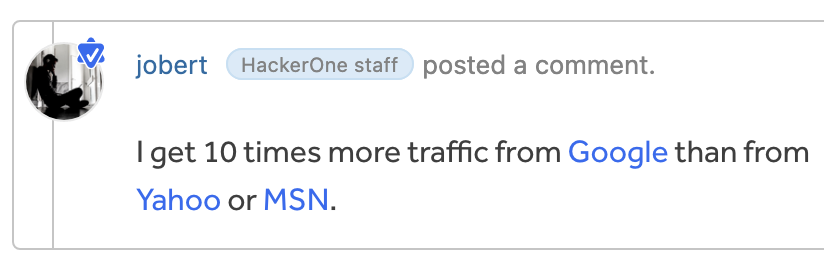 jobert HackerOne staff posted a comment.
I get 10 times more traffic from Google than from
Yahoo or MSN.